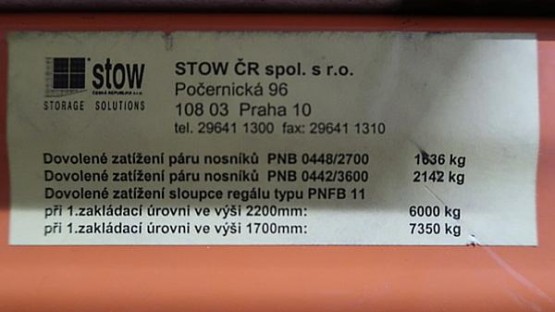 stow
ČESKÁ REPUBLIKA s.r.o.
STORAGE SOLUTIONS
STOW ČR spol. s r.o.
Počernická 96
108 03 Praha 10
tel. 29641 1300 fax: 29641 1310
Dovolené zatížení páru nosníků PNB 0448/2700 1836 kg
Dovolené zatížení páru nosníků PNB 0442/3600 2142 kg
Dovolené zatížení sloupce regálu typu PNFB 11
při 1.zakládací úrovni ve výši 2200mm: 6000 kg
při 1.zakládací úrovni ve výši 1700mm: 7350 kg